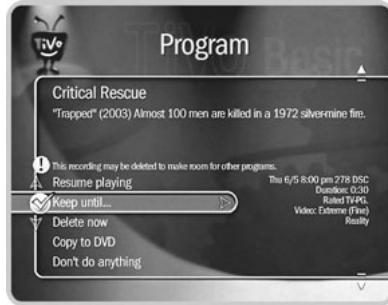 TiVo
Program
TiVo Basic
Critical Rescue
"Trapped" (2003) Almost 100 men are killed in a 1972 silver-mine fire.
This recording may be deleted to make room for other programs.
Resume playing
Thu 6/5 8:00 pm 278 DSC
Duration: 0:30
Keep until...
Rated TV-PG.
Video: Extreme (Fine)
Delete now
Reality
Copy to DVD
Don't do anything